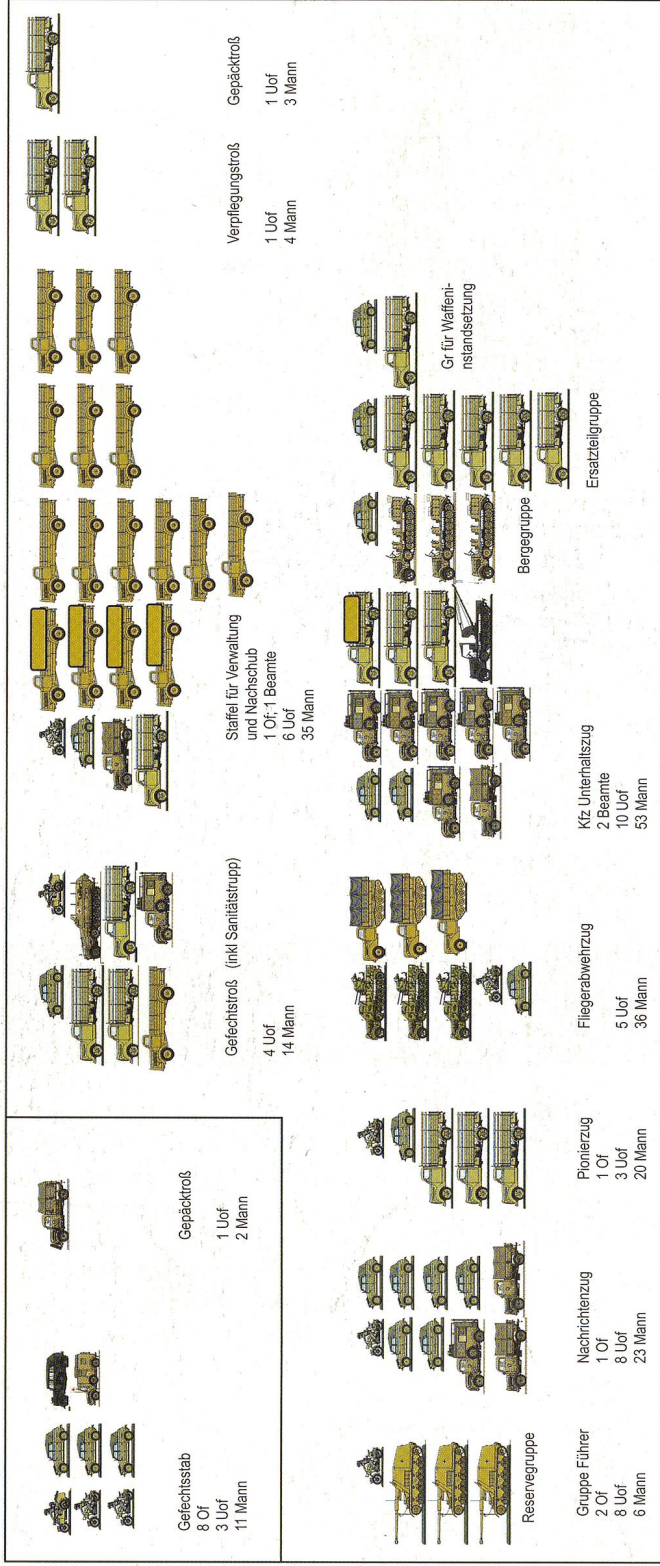 Gefechtsstab
8 Of
3 Uof
11 Mann
Gepäcktroß
1 Uof
2 Mann
Gefechtstroß (inkl Sanitätstrupp)
4 Uof
14 Mann
Staffel für Verwaltung
und Nachschub
1 Of; 1 Beamte
6 Uof
35 Mann
Verpflegungstroß
1 Uof
4 Mann
Gepäcktroß
1 Uof
3 Mann
Reservegruppe
Gruppe Führer
2 Of
8 Uof
6 Mann
Nachrichtenzug
1 Of
8 Uof
23 Mann
Pionierzug
1 Of
3 Uof
20 Mann
Fliegerabwehrzug
5 Uof
36 Mann
Kfz Unterhaltszug
2 Beamte
10 Uof
53 Mann
Bergegruppe
Ersatzteilgruppe
Gr für Waffeni-
nstandsetzung